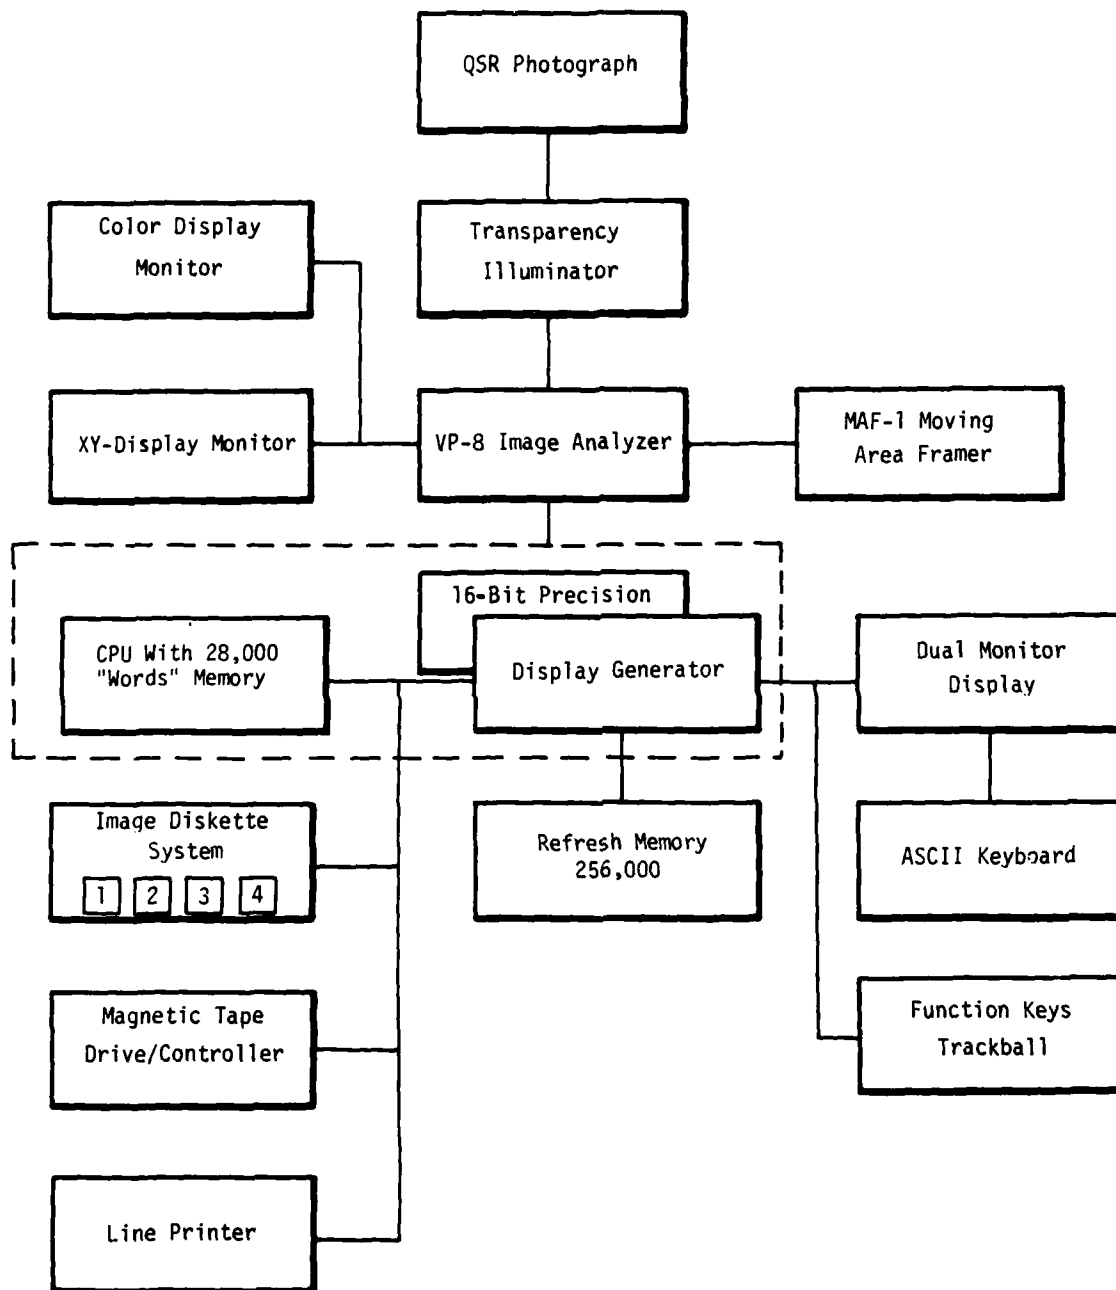 QSR Photograph
Color Display
Monitor
Transparency
Illuminator
XY-Display Monitor
VP-8 Image Analyzer
MAF-1 Moving
Area Framer
16-Bit Precision
CPU With 28,000
"Words" Memory
Display Generator
Dual Monitor
Display
Image Diskette
System
1 2 3 4
Refresh Memory
256,000
ASCII Keyboard
Magnetic Tape
Drive/Controller
Function Keys
Trackball
Line Printer